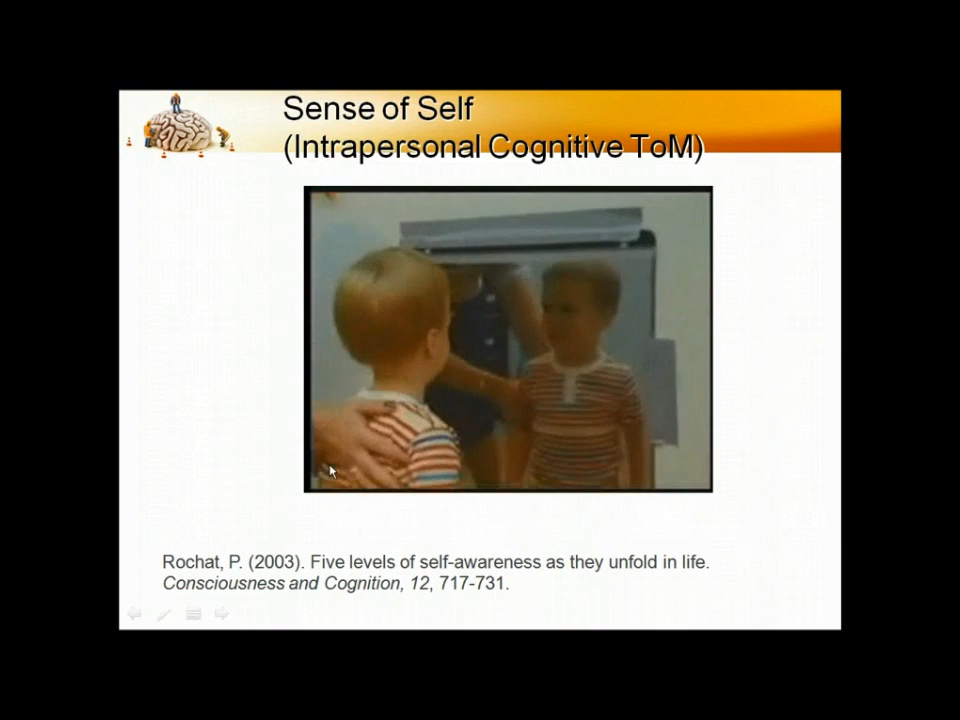 Sense of Self
(Intrapersonal Cognitive ToM)
Rochat, P. (2003). Five levels of self-awareness as they unfold in life.
Consciousness and Cognition, 12, 717-731.